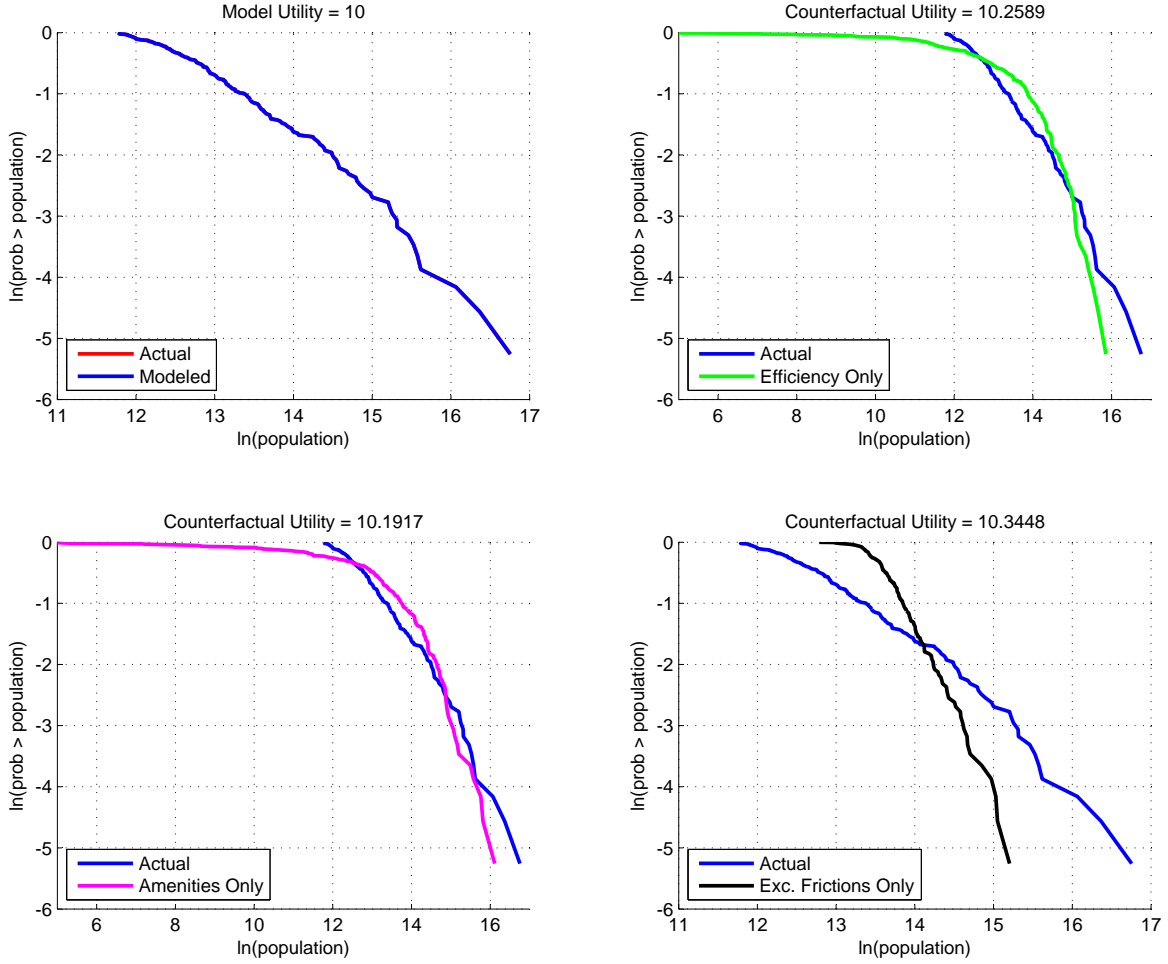 Model Utility = 10
0
-1
-2
-3
-4
-5
-6
ln(prob > population)
Actual
Modeled
11 12 13 14 15 16 17
ln(population)
Counterfactual Utility = 10.2589
0
-1
-2
-3
-4
-5
-6
ln(prob > population)
Actual
Efficiency Only
6 8 10 12 14 16
ln(population)
Counterfactual Utility = 10.1917
0
-1
-2
-3
-4
-5
-6
ln(prob > population)
Actual
Amenities Only
6 8 10 12 14 16
ln(population)
Counterfactual Utility = 10.3448
0
-1
-2
-3
-4
-5
-6
ln(prob > population)
Actual
Exc. Frictions Only
11 12 13 14 15 16 17
ln(population)